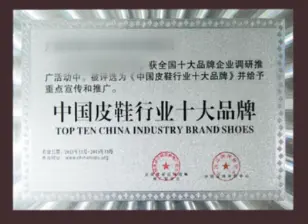 获全国十大品牌企业调研推
广活动中，被评选为《中国皮鞋行业十大品牌》并给予
重点宣传和推广。
中国皮鞋行业十大品牌
TOP TEN CHINA INDUSTRY BRAND SHOES